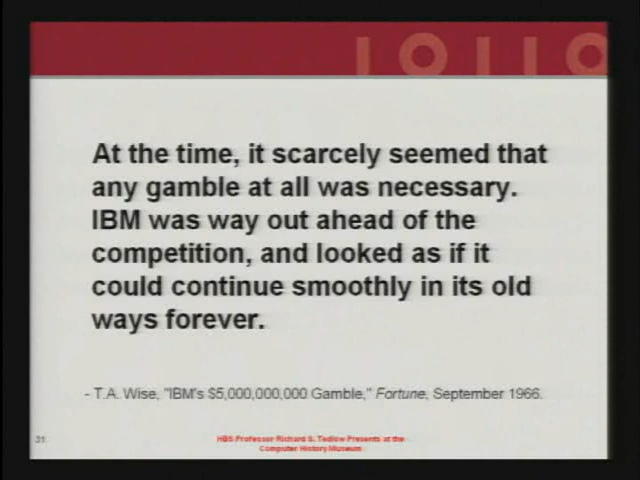 10110
At the time, it scarcely seemed that
any gamble at all was necessary.
IBM was way out ahead of the
competition, and looked as if it
could continue smoothly in its old
ways forever.
- T.A. Wise, "IBM's $5,000,000,000 Gamble," Fortune, September 1966.
31
HBS Professor Richard S. Tedlow Presents at the
Computer History Museum